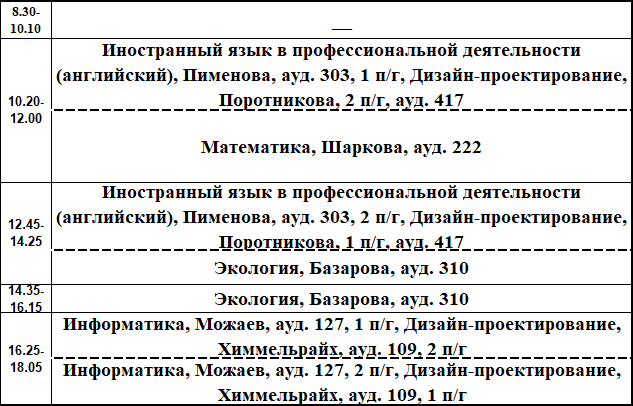 8.30-
10.10
—
10.20-
12.00
Иностранный язык в профессиональной деятельности
(английский), Пименова, ауд. 303, 1 п/г, Дизайн-проектирование,
Поротникова, 2 п/г, ауд. 417
Математика, Шаркова, ауд. 222
12.45-
14.25
Иностранный язык в профессиональной деятельности
(английский), Пименова, ауд. 303, 2 п/г, Дизайн-проектирование,
Поротникова, 1 п/г, ауд. 417
Экология, Базарова, ауд. 310
14.35-
16.15
Экология, Базарова, ауд. 310
16.25-
18.05
Информатика, Можаев, ауд. 127, 1 п/г, Дизайн-проектирование,
Химмельрайх, ауд. 109, 2 п/г
Информатика, Можаев, ауд. 127, 2 п/г, Дизайн-проектирование,
Химмельрайх, ауд. 109, 1 п/г